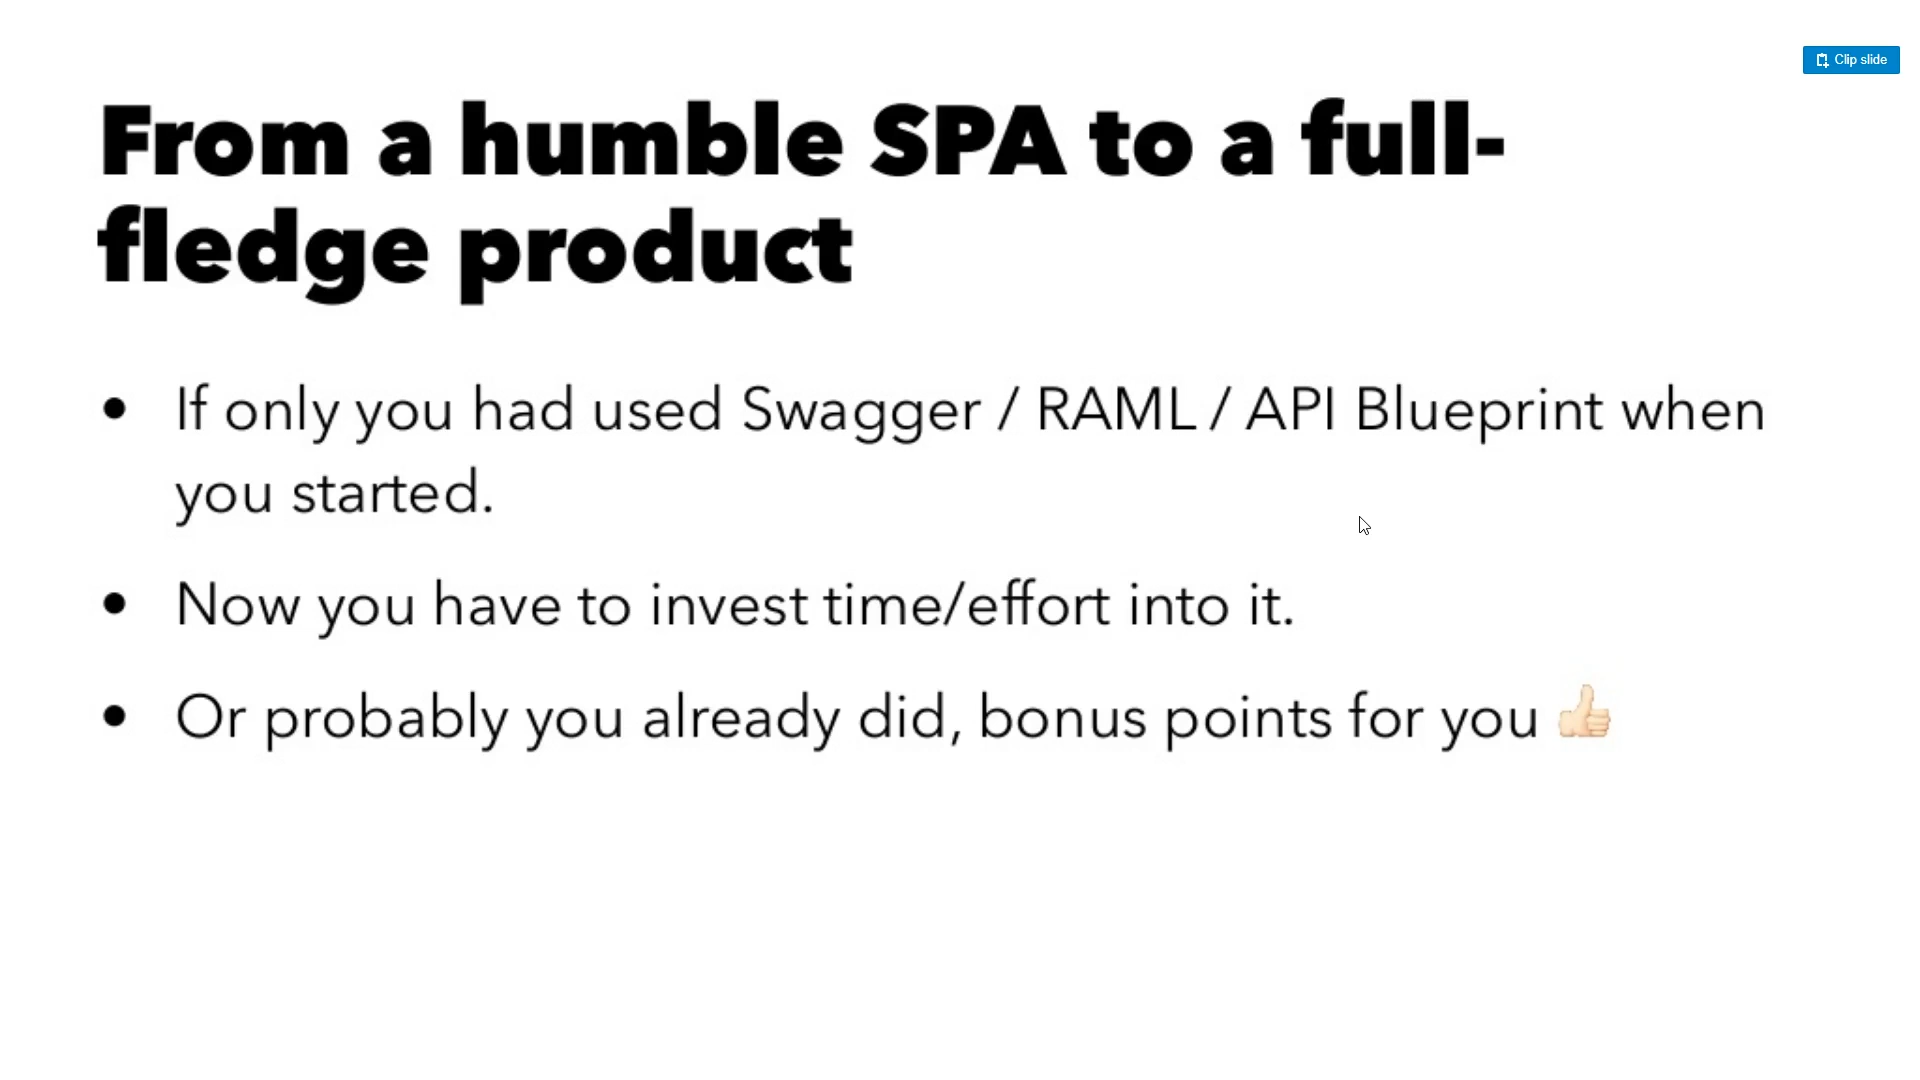 Clip slide
From a humble SPA to a full-
fledge product
• If only you had used Swagger / RAML / API Blueprint when
you started.
• Now you have to invest time/effort into it.
• Or probably you already did, bonus points for you 👍🏻